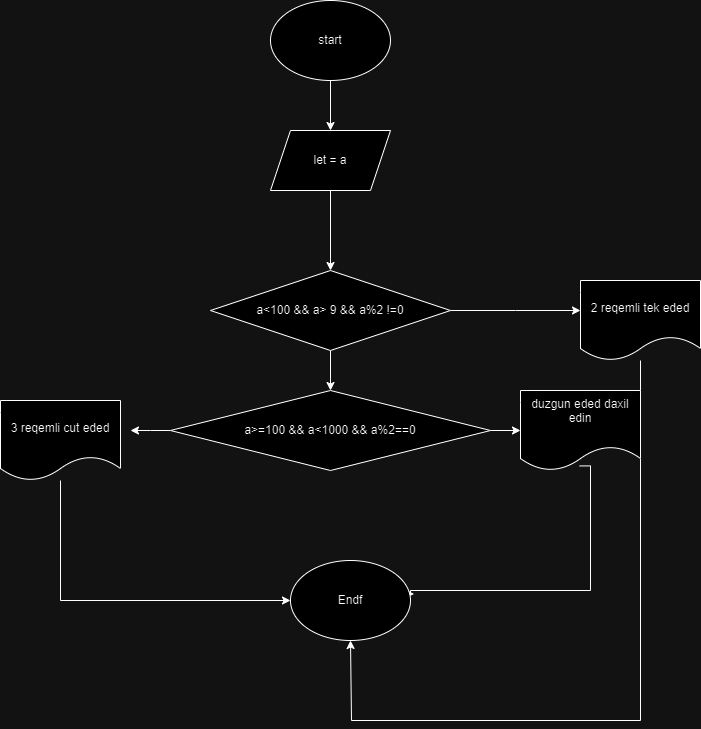 start
let = a
a<100 && a> 9 && a%2 !=0
2 reqemli tek eded
duzgun eded daxil
edin
3 reqemli cut eded
a>=100 && a<1000 && a%2==0
Endf